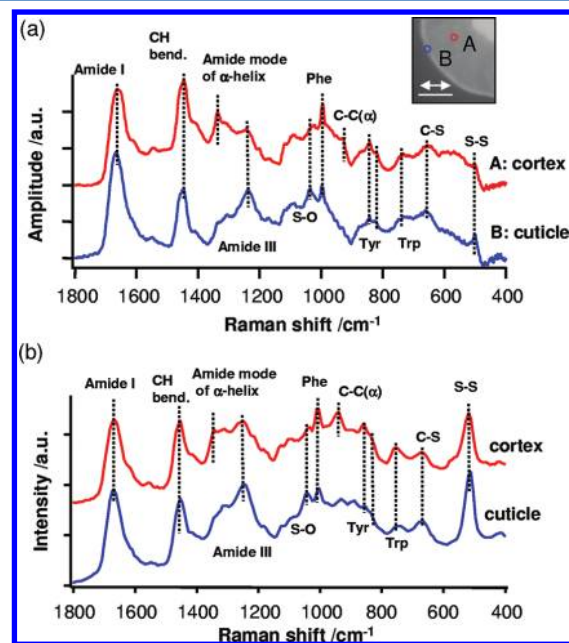 (a)
CH
bend.
Amide I
Amide mode
of α-helix
Phe
C-C(α)
C-S
S-S
A
B
A: cortex
B: cuticle
S-O
Tyr
Trp
Amide III
Amplitude /a.u.
1800
1600
1400
1200
1000
800
600
400
Raman shift /cm-1
(b)
Amide I
CH
bend.
Amide mode
of α-helix
Phe
C-C(α)
S-S
C-S
cortex
cuticle
S-O
Tyr
Trp
Amide III
Intensity /a.u.
1800
1600
1400
1200
1000
800
600
400
Raman shift /cm-1